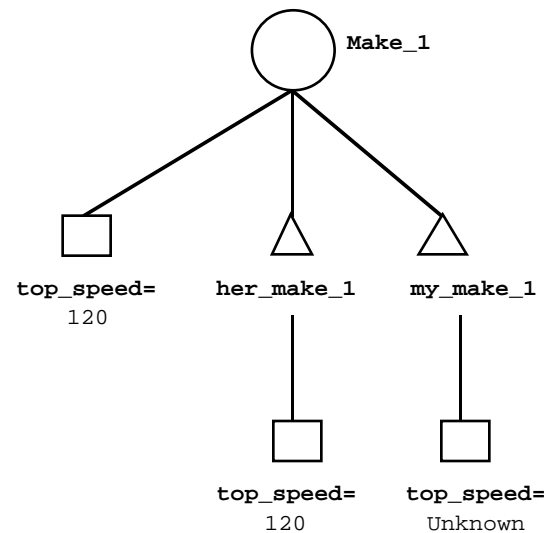 Make_1
top_speed=
120
her_make_1
my_make_1
top_speed=
120
top_speed=
Unknown